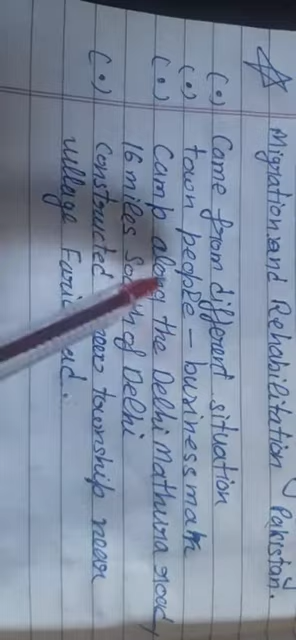 ☆ Migration and Rehabilitation Pakistan.
(•) Came from different situation
(•) town people – businessman
(•) Camp along the Delhi Mathura road,
16 miles South of Delhi
(•) Constructed township near
village